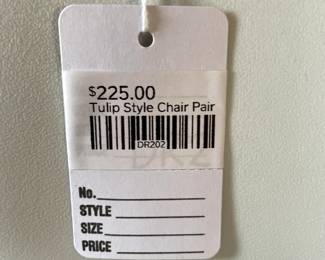 $225.00
Tulip Style Chair Pair
DR202
No.
STYLE
SIZE
PRICE